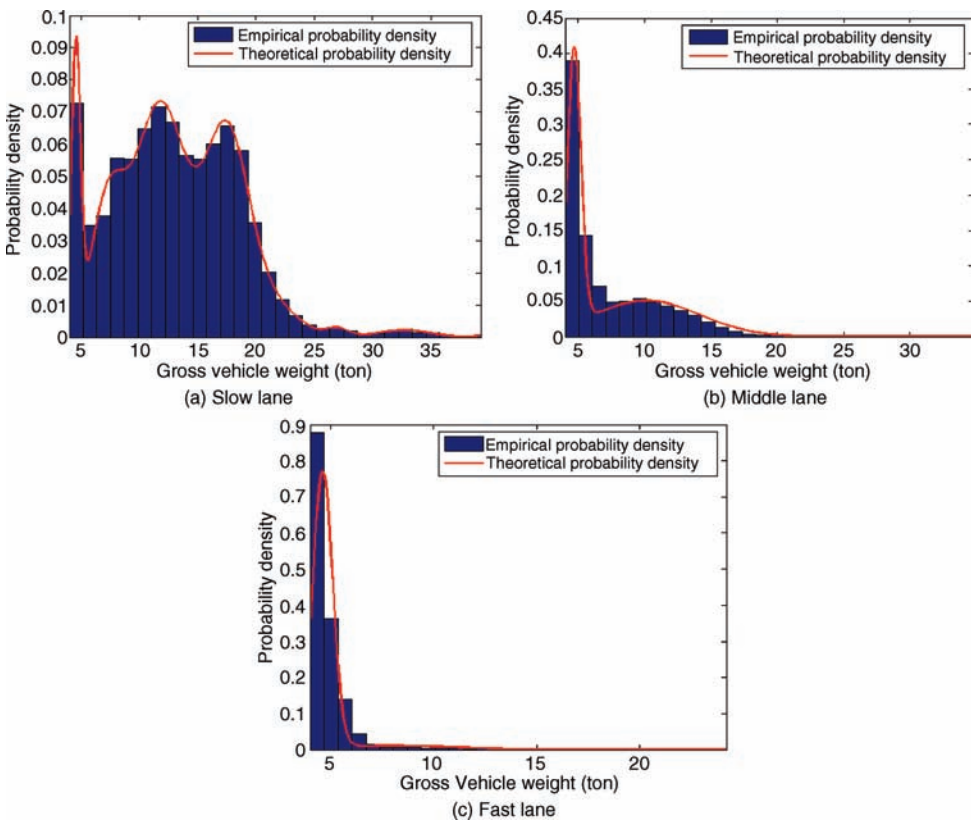 0.1
0.09
0.08
0.07
0.06
0.05
0.04
0.03
0.02
0.01
0
Probability density
Empirical probability density
Theoretical probability density
5 10 15 20 25 30 35
Gross vehicle weight (ton)
(a) Slow lane
0.45
0.4
0.35
0.30
0.25
0.20
0.15
0.1
0.05
0
Probability density
Empirical probability density
Theoretical probability density
5 10 15 20 25 30
Gross vehicle weight (ton)
(b) Middle lane
0.9
0.8
0.7
0.6
0.5
0.4
0.3
0.2
0.1
0
Probability density
Empirical probability density
Theoretical probability density
5 10 15 20
Gross Vehicle weight (ton)
(c) Fast lane